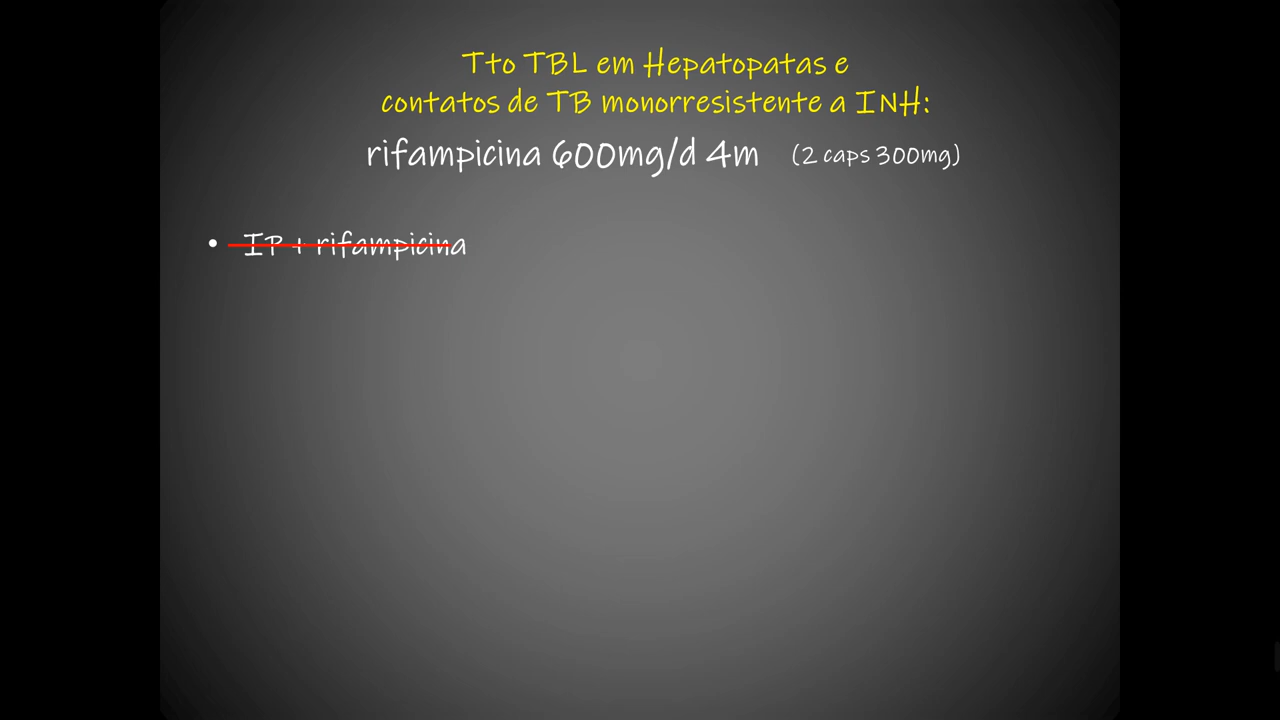 Tto TBL em Hepatopatas e
contatos de TB monorresistente a INH:
rifampicina 600mg/d 4m (2 caps 300mg)
• IP + rifampicina